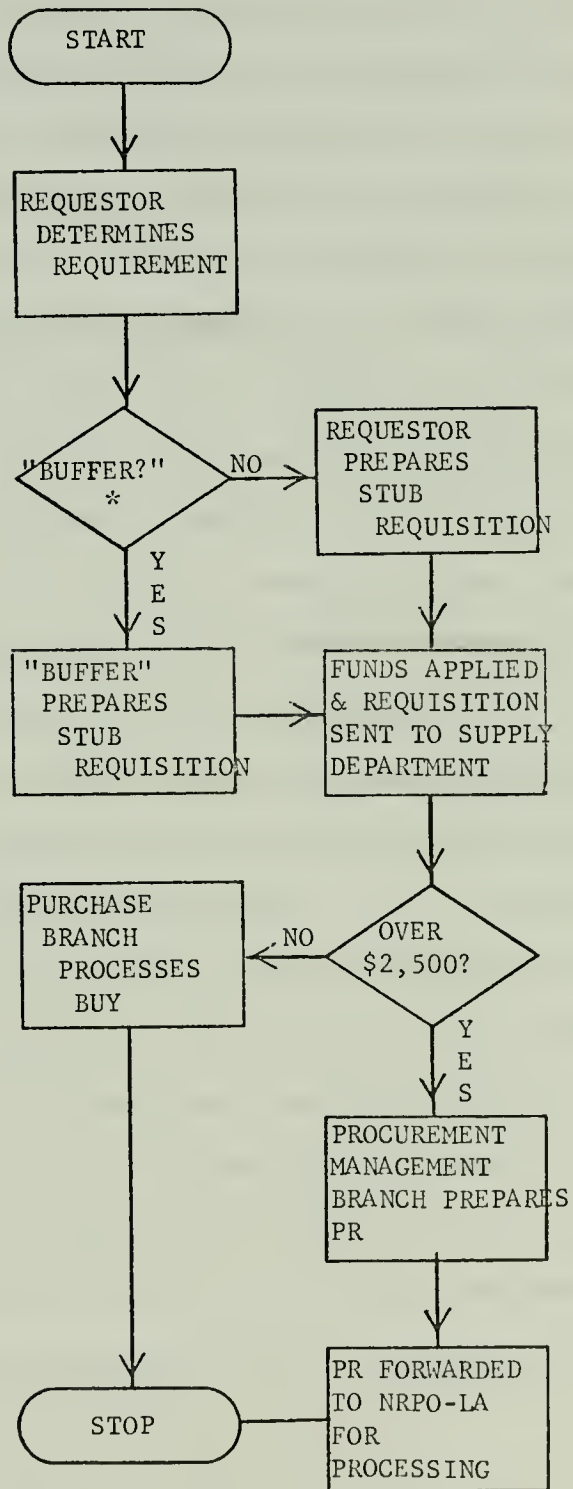 START
REQUESTOR
DETERMINES
REQUIREMENT
"BUFFER?"
*
NO
REQUESTOR
PREPARES
STUB
REQUISITION
Y
E
S
"BUFFER"
PREPARES
STUB
REQUISITION
FUNDS APPLIED
& REQUISITION
SENT TO SUPPLY
DEPARTMENT
OVER
$2,500?
NO
PURCHASE
BRANCH
PROCESSES
BUY
Y
E
S
PROCUREMENT
MANAGEMENT
BRANCH PREPARES
PR
PR FORWARDED
TO NRPO-LA
FOR
PROCESSING
STOP